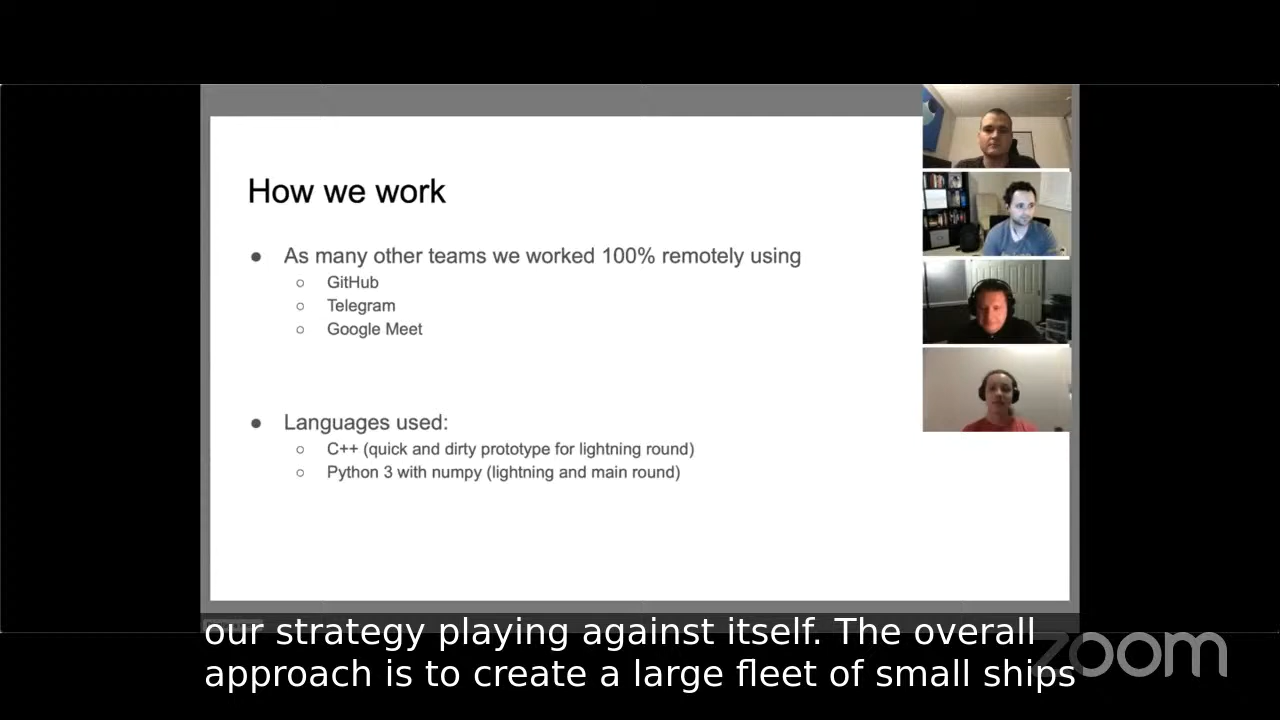 How we work
● As many other teams we worked 100% remotely using
○ GitHub
○ Telegram
○ Google Meet
● Languages used:
○ C++ (quick and dirty prototype for lightning round)
○ Python 3 with numpy (lightning and main round)
our strategy playing against itself. The overall
approach is to create a large fleet of small ships
zoom